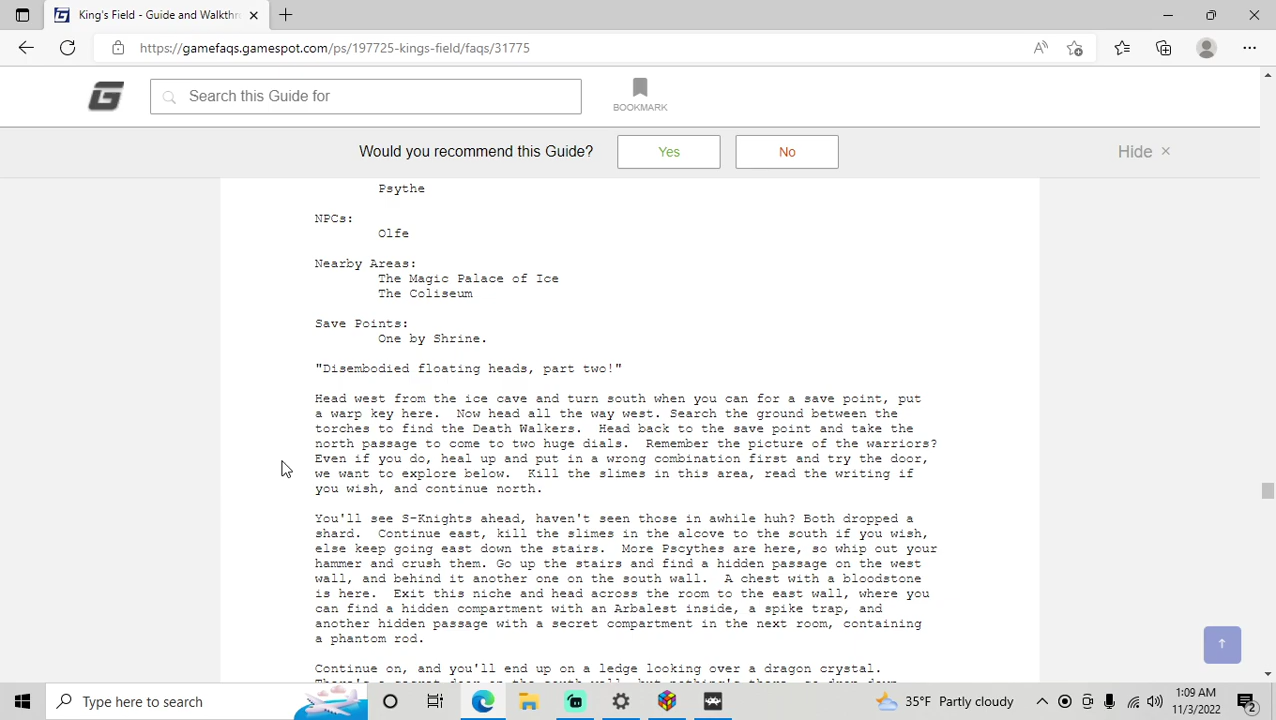 King's Field - Guide and Walkthr
https://gamefaqs.gamespot.com/ps/197725-kings-field/faqs/31775
Search this Guide for
BOOKMARK
Would you recommend this Guide?
Yes
No
Hide
Psythe
NPCs:
Olfe
Nearby Areas:
The Magic Palace of Ice
The Coliseum
Save Points:
One by Shrine.
"Disembodied floating heads, part two!"
Head west from the ice cave and turn south when you can for a save point, put
a warp key here. Now head all the way west. Search the ground between the
torches to find the Death Walkers. Head back to the save point and take the
north passage to come to two huge dials. Remember the picture of the warriors?
Even if you do, heal up and put in a wrong combination first and try the door,
we want to explore below. Kill the slimes in this area, read the writing if
you wish, and continue north.
You'll see S-Knights ahead, haven't seen those in awhile huh? Both dropped a
shard. Continue east, kill the slimes in the alcove to the south if you wish,
else keep going east down the stairs. More Pscythes are here, so whip out your
hammer and crush them. Go up the stairs and find a hidden passage on the west
wall, and behind it another one on the south wall. A chest with a bloodstone
is here. Exit this niche and head across the room to the east wall, where you
can find a hidden compartment with an Arbalest inside, a spike trap, and
another hidden passage with a secret compartment in the next room, containing
a phantom rod.
Continue on, and you'll end up on a ledge looking over a dragon crystal.
There's a secret door on the south wall, but nothing's there, so drop down
Type here to search
35°F Partly cloudy
1:09 AM
11/3/2022
2